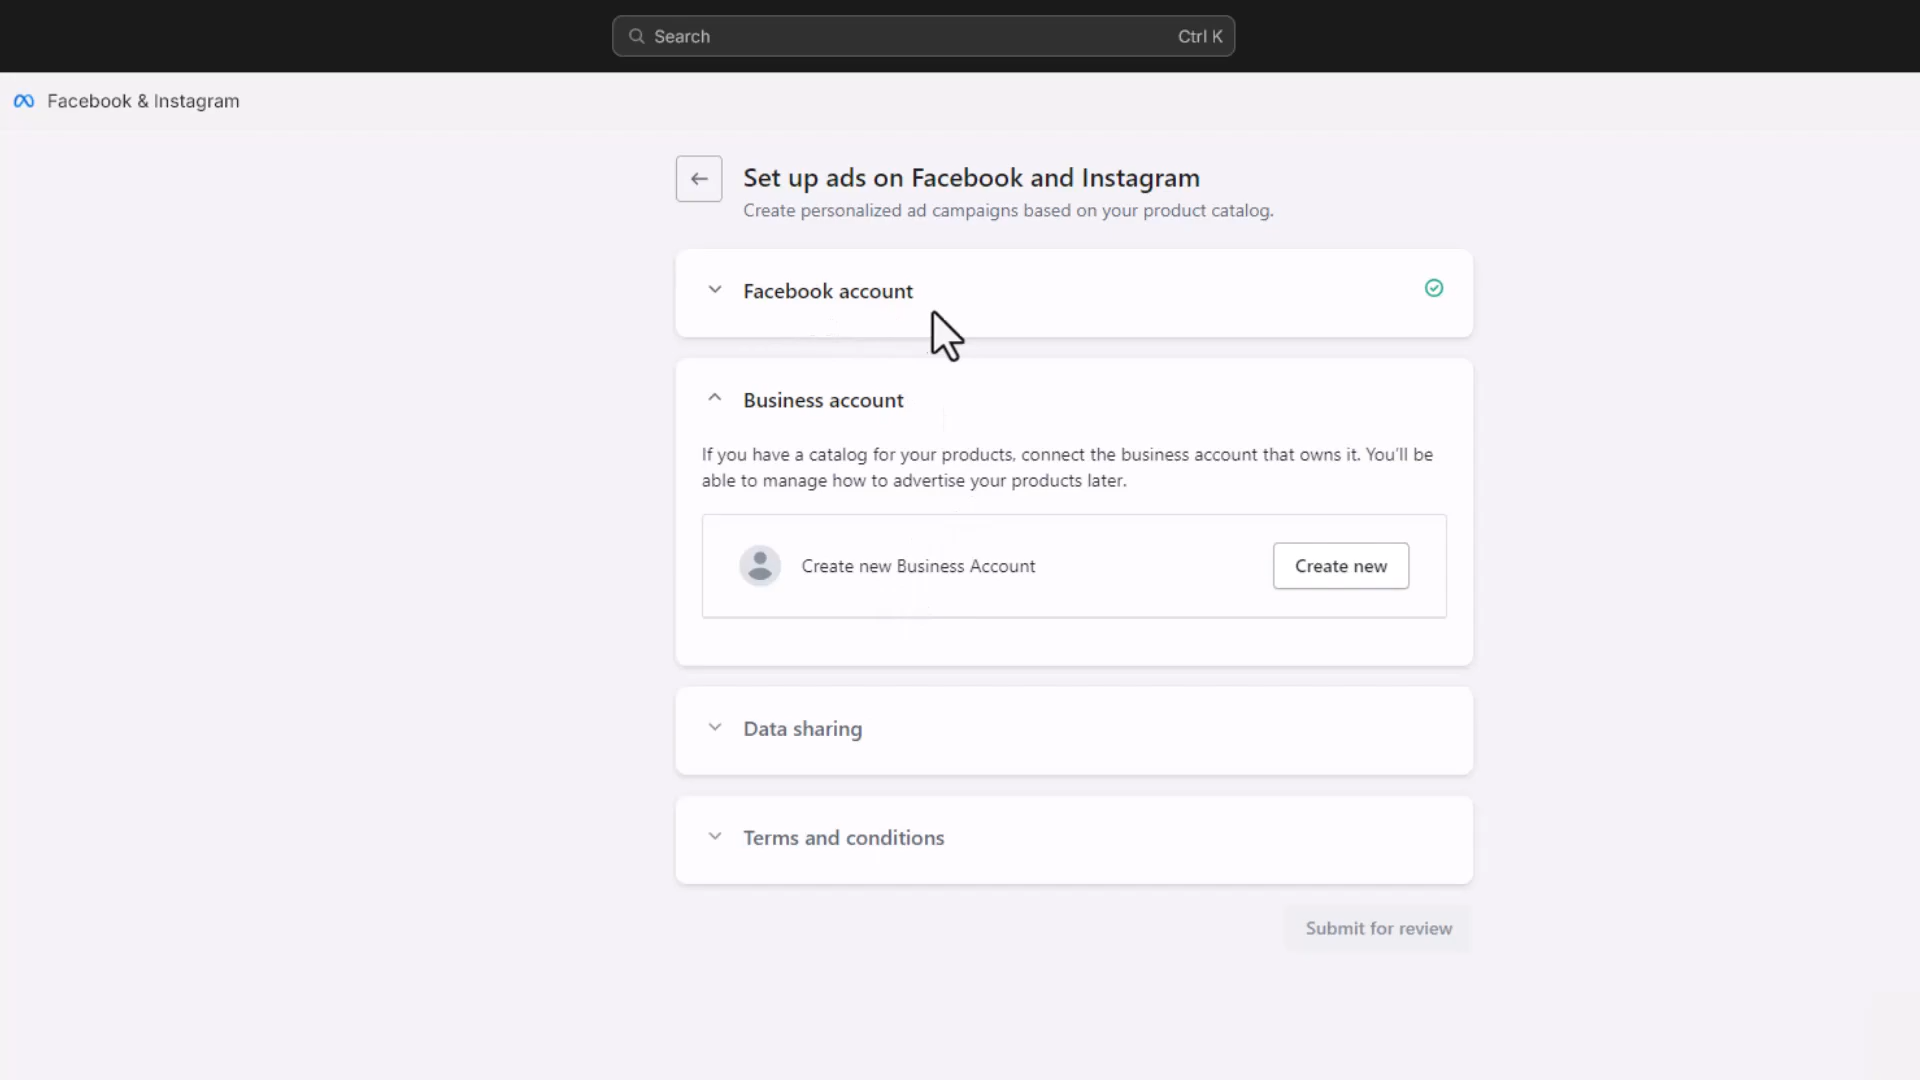 Search
Ctrl K
Facebook & Instagram
Set up ads on Facebook and Instagram
Create personalized ad campaigns based on your product catalog.
Facebook account
Business account
If you have a catalog for your products, connect the business account that owns it. You'll be
able to manage how to advertise your products later.
Create new Business Account
Create new
Data sharing
Terms and conditions
Submit for review